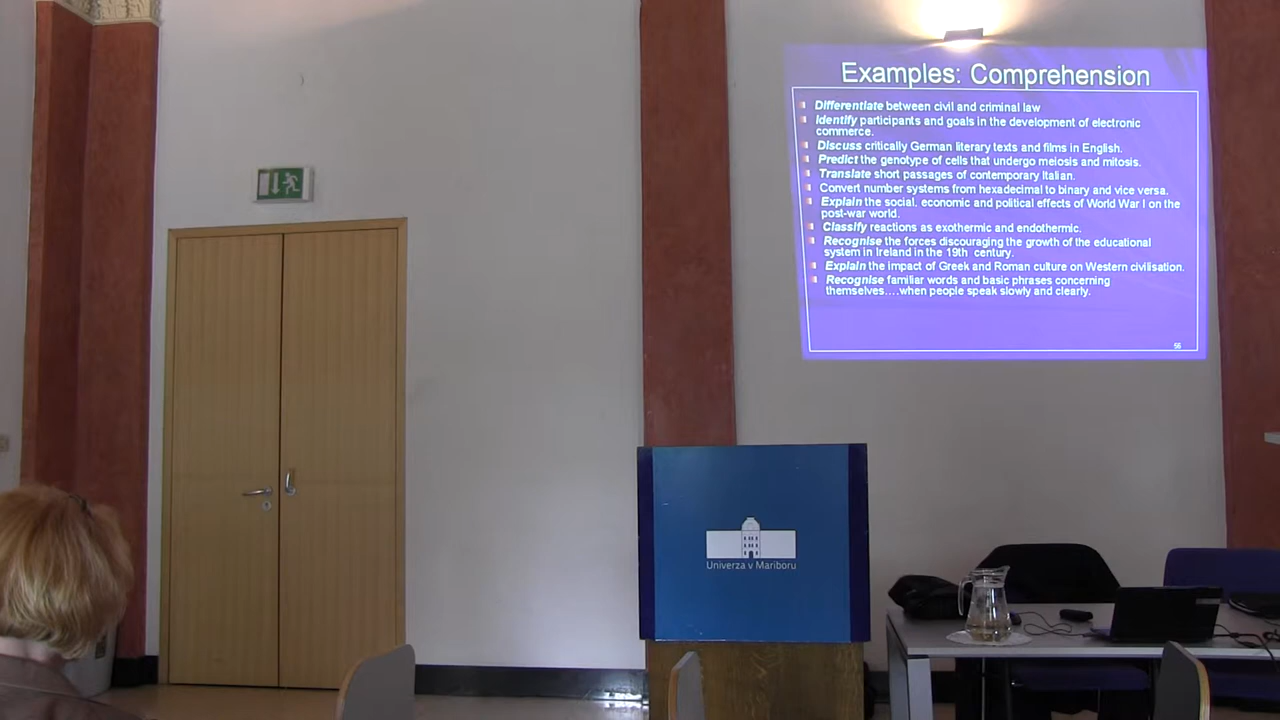 Examples: Comprehension
Differentiate between civil and criminal law
Identify participants and goals in the development of electronic
commerce.
Discuss critically German literary texts and films in English.
Predict the genotype of cells that undergo meiosis and mitosis.
Translate short passages of contemporary Italian.
Convert number systems from hexadecimal to binary and vice versa.
Explain the social, economic and political effects of World War I on the
post-war world.
Classify reactions as exothermic and endothermic.
Recognise the forces discouraging the growth of the educational
system in Ireland in the 19th century.
Explain the impact of Greek and Roman culture on Western civilisation.
Recognise familiar words and basic phrases concerning
themselves….when people speak slowly and clearly.
56
Univerza v Mariboru